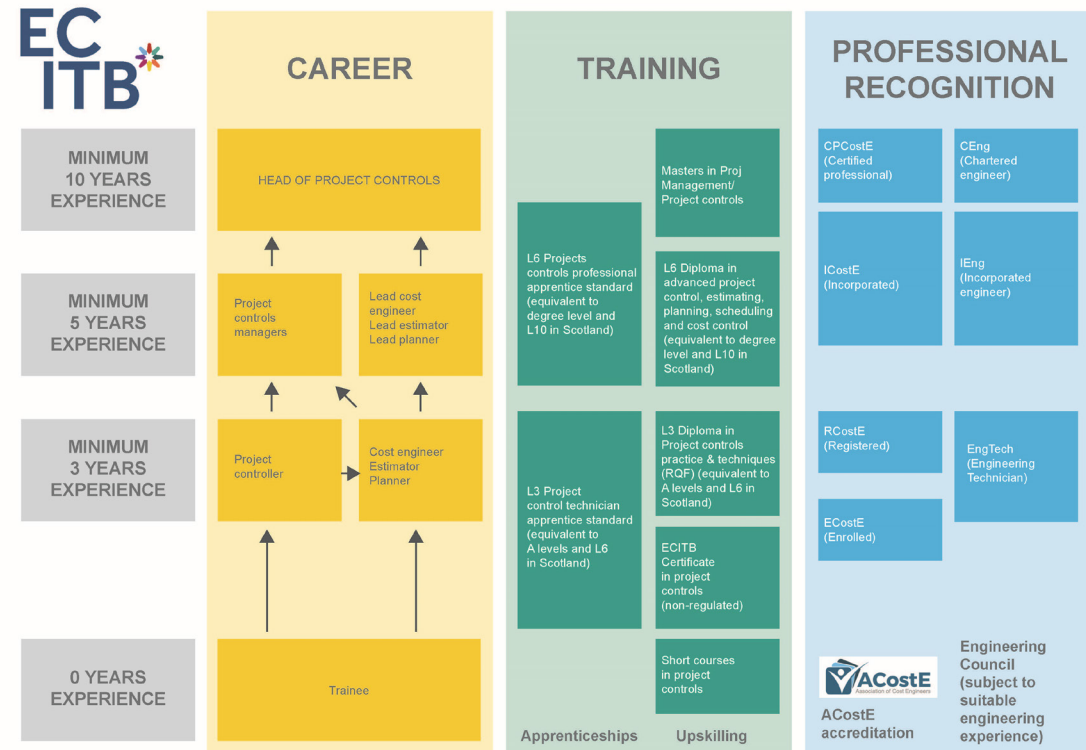 EC
ITB
CAREER
TRAINING
PROFESSIONAL
RECOGNITION
MINIMUM
10 YEARS
EXPERIENCE
HEAD OF PROJECT CONTROLS
Masters in Proj
Management/
Project controls
CPCostE
(Certified
professional)
CEng
(Chartered
engineer)
MINIMUM
5 YEARS
EXPERIENCE
Project
controls
managers
Lead cost
engineer
Lead estimator
Lead planner
L6 Projects
controls professional
apprentice standard
(equivalent to
degree level and
L10 in Scotland)
L6 Diploma in
advanced project
control, estimating,
planning, scheduling
and cost control
(equivalent to degree
level and L10 in
Scotland)
ICostE
(Incorporated)
IEng
(Incorporated
engineer)
MINIMUM
3 YEARS
EXPERIENCE
Project
controller
Cost engineer
Estimator
Planner
L3 Project
control technician
apprentice standard
(equivalent to
A levels and L6
in Scotland)
L3 Diploma in
Project controls
practice & techniques
(RQF) (equivalent to
A levels and L6 in
Scotland)
ECITB
Certificate
in project
controls
(non-regulated)
RCostE
(Registered)
ECostE
(Enrolled)
EngTech
(Engineering
Technician)
0 YEARS
EXPERIENCE
Trainee
Short courses
in project
controls
Apprenticeships
Upskilling
ACostE
Association of Cost Engineers
ACostE
accreditation
Engineering
Council
(subject to
suitable
engineering
experience)